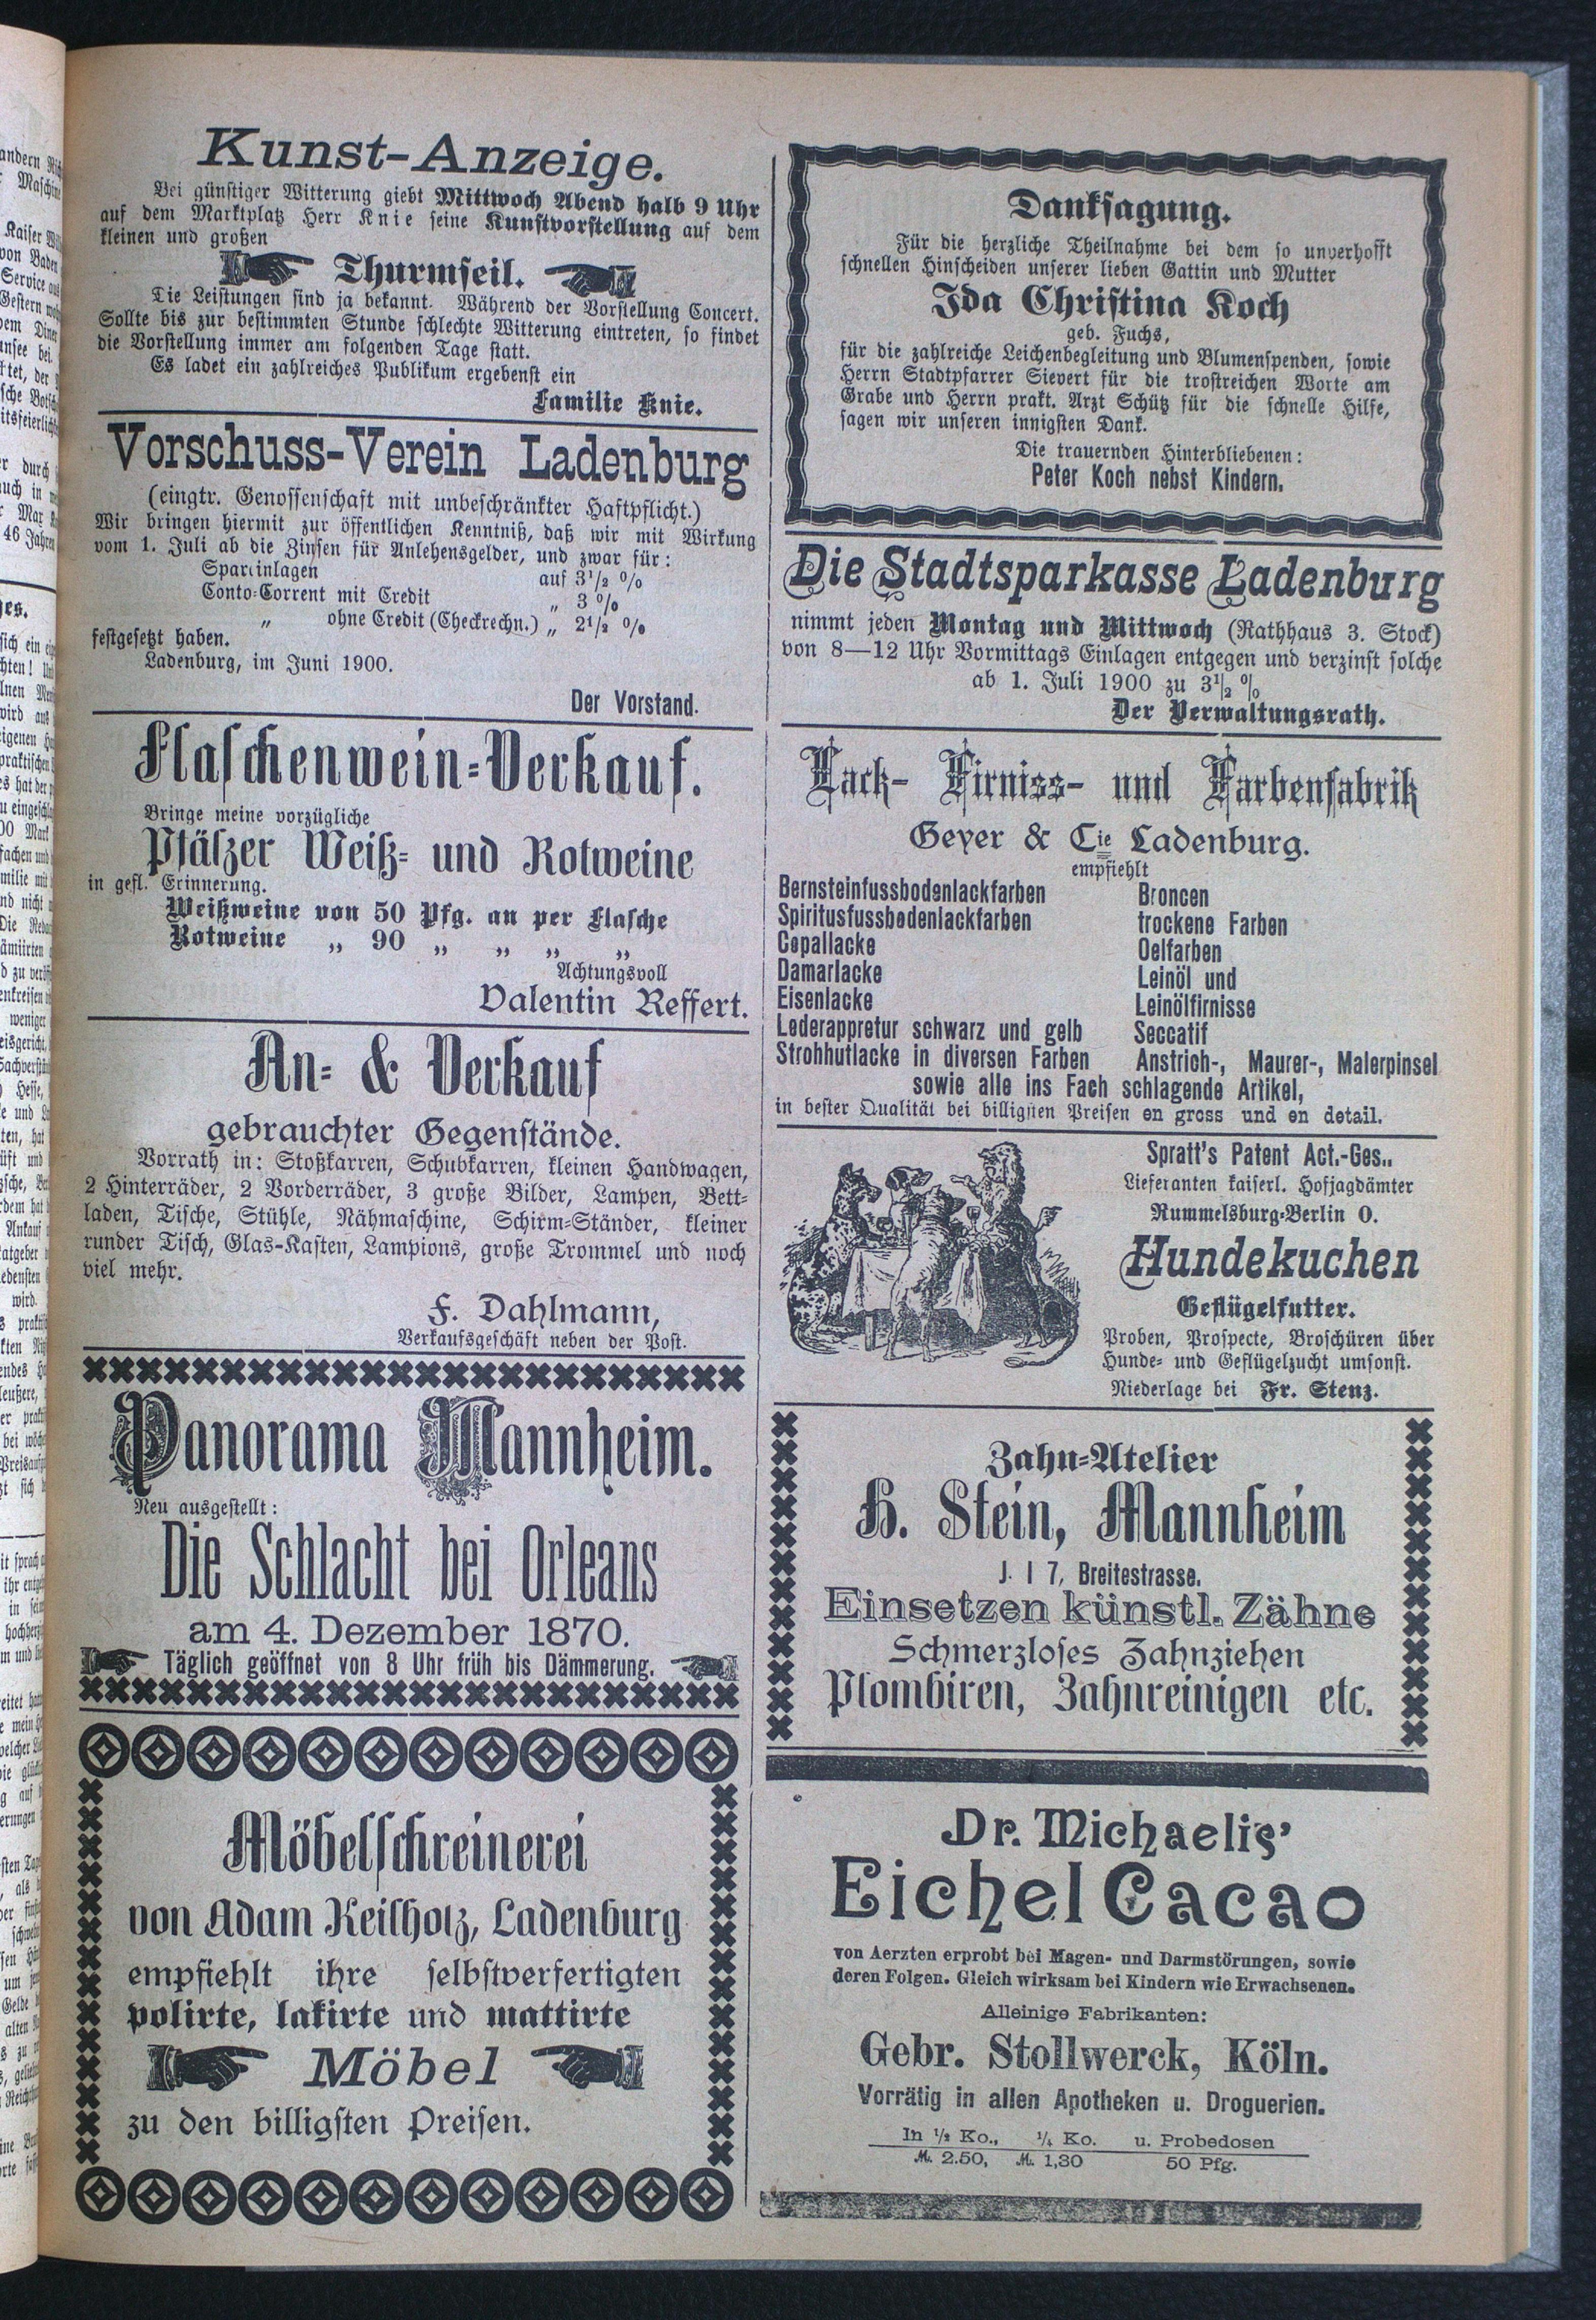 Kunst-Anzeige.
Bei günstiger Witterung giebt Mittwoch Abend halb 9 Uhr
auf dem Marktplatz Herr Knie seine Kunstvorstellung auf dem
kleinen und großen
Thurmseil.
Die Leistungen sind ja bekannt. Während der Vorstellung Concert.
Sollte bis zur bestimmten Stunde schlechte Witterung eintreten, so findet
die Vorstellung immer am folgenden Tage statt.
Es ladet ein zahlreiches Publikum ergebenst ein
Familie Knie.
Vorschuss-Verein Ladenburg
(eingtr. Genossenschaft mit unbeschränkter Haftpflicht.)
Wir bringen hiermit zur öffentlichen Kenntniß, daß wir mit Wirkung
vom 1. Juli ab die Zinsen für Anlehensgelder, und zwar für:
Spareinlagen auf 3 1/2 %
Conto-Corrent mit Credit „ 3 %
„ ohne Credit (Checkrechn.) „ 2 1/2 %
festgesetzt haben.
Ladenburg, im Juni 1900.
Der Vorstand.
Flaschenwein-Verkauf.
Bringe meine vorzügliche
Pfälzer Weiß- und Rotweine
in gefl. Erinnerung.
Weißweine von 50 Pfg. an per Flasche
Rotweine „ 90 „ „ „ „
Achtungsvoll
Valentin Reffert.
An- & Verkauf
gebrauchter Gegenstände.
Vorrath in: Stoßkarren, Schubkarren, kleinen Handwagen,
2 Hinterräder, 2 Vorderräder, 3 große Bilder, Lampen, Bett-
laden, Tische, Stühle, Nähmaschine, Schirm-Ständer, kleiner
runder Tisch, Glas-Kasten, Lampions, große Trommel und noch
viel mehr.
F. Dahlmann,
Verkaufsgeschäft neben der Post.
Panorama Mannheim.
Neu ausgestellt:
Die Schlacht bei Orleans
am 4. Dezember 1870.
Täglich geöffnet von 8 Uhr früh bis Dämmerung.
Möbelschreinerei
von Adam Keilholz, Ladenburg
empfiehlt ihre selbstverfertigten
polirte, lakirte und mattirte
Möbel
zu den billigsten Preisen.
Danksagung.
Für die herzliche Theilnahme bei dem so unverhofft
schnellen Hinscheiden unserer lieben Gattin und Mutter
Ida Christina Koch
geb. Fuchs,
für die zahlreiche Leichenbegleitung und Blumenspenden, sowie
Herrn Stadtpfarrer Sievert für die trostreichen Worte am
Grabe und Herrn prakt. Arzt Schütz für die schnelle Hilfe,
sagen wir unseren innigsten Dank.
Die trauernden Hinterbliebenen:
Peter Koch nebst Kindern.
Die Stadtsparkasse Ladenburg
nimmt jeden Montag und Mittwoch (Rathhaus 3. Stock)
von 8—12 Uhr Vormittags Einlagen entgegen und verzinst solche
ab 1. Juli 1900 zu 3 1/2 %
Der Verwaltungsrath.
Lack- Firniss- und Farbenfabrik
Geyer & Cie Ladenburg.
empfiehlt
Bernsteinfussbodenlackfarben Broncen
Spiritusfussbodenlackfarben trockene Farben
Copallacke Oelfarben
Damarlacke Leinöl und
Eisenlacke Leinölfirnisse
Lederappretur schwarz und gelb Seccatif
Strohhutlacke in diversen Farben Anstrich-, Maurer-, Malerpinsel
sowie alle ins Fach schlagende Artikel,
in bester Qualität bei billigsten Preisen en gross und en detail.
Spratt's Patent Act.-Ges.,
Lieferanten kaiserl. Hofjagdämter
Rummelsburg-Berlin O.
Hundekuchen
Geflügelfutter.
Proben, Prospecte, Broschüren über
Hunde- und Geflügelzucht umsonst.
Niederlage bei Fr. Stenz.
Zahn-Atelier
H. Stein, Mannheim
J. I 7, Breitestrasse.
Einsetzen künstl. Zähne
Schmerzloses Zahnziehen
Plombiren, Zahnreinigen etc.
Dr. Michaelis'
Eichel Cacao
von Aerzten erprobt bei Magen- und Darmstörungen, sowie
deren Folgen. Gleich wirksam bei Kindern wie Erwachsenen.
Alleinige Fabrikanten:
Gebr. Stollwerck, Köln.
Vorrätig in allen Apotheken u. Droguerien.
In 1/2 Ko., 1/4 Ko. u. Probedosen
M. 2.50, M. 1,30 50 Pfg.